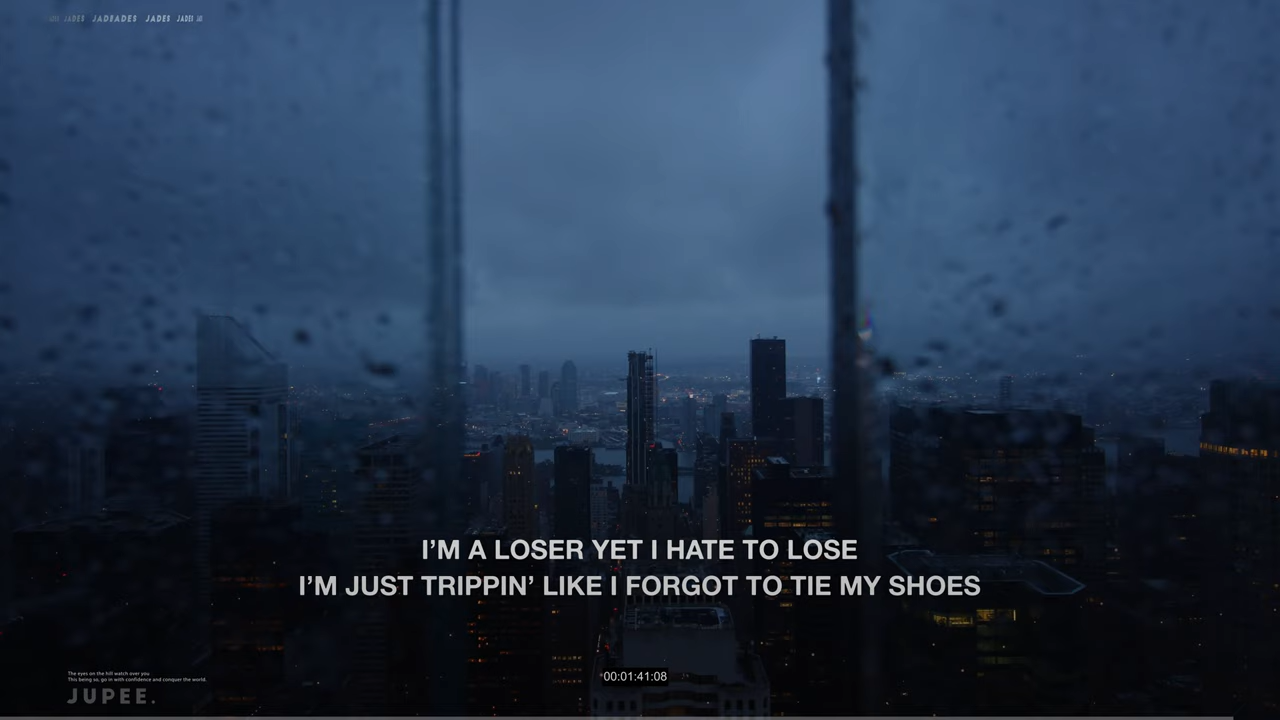 JADES JADRADES JADES JADES
I'M A LOSER YET I HATE TO LOSE
I'M JUST TRIPPIN' LIKE I FORGOT TO TIE MY SHOES
The eyes on the hill watch over you
This being so, go in with confidence and conquer the world.
JUPEE.
00:01:41:08